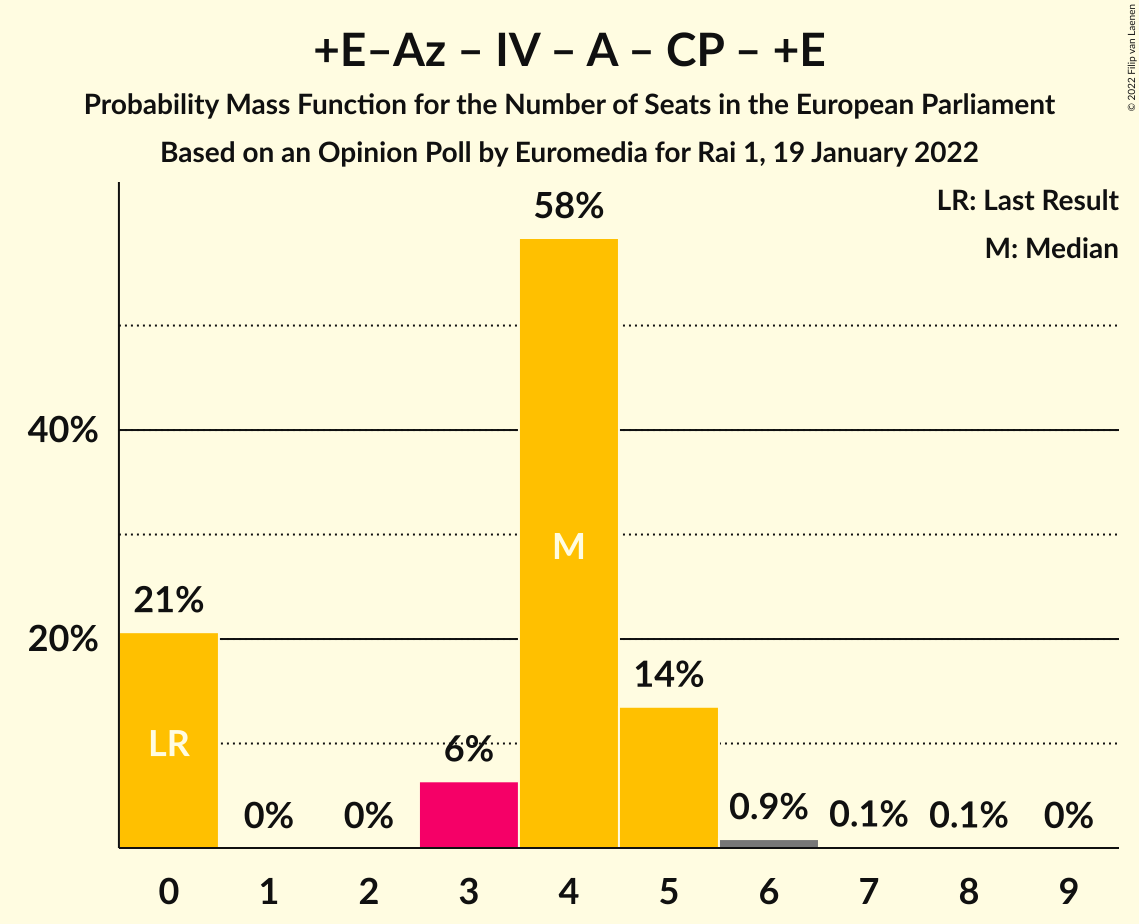 +E–Az – IV – A – CP – +E
Probability Mass Function for the Number of Seats in the European Parliament
Based on an Opinion Poll by Euromedia for Rai 1, 19 January 2022
© 2022 Filip van Laenen
LR: Last Result
M: Median
58%
40%
M
21%
20%
14%
LR
6%
0%
0%
0.9%
0.1%
0.1%
0%
0 1 2 3 4 5 6 7 8 9